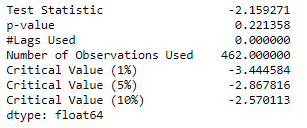 Test Statistic -2.159271
p-value 0.221358
#Lags Used 0.000000
Number of Observations Used 462.000000
Critical Value (1%) -3.444584
Critical Value (5%) -2.867816
Critical Value (10%) -2.570113
dtype: float64